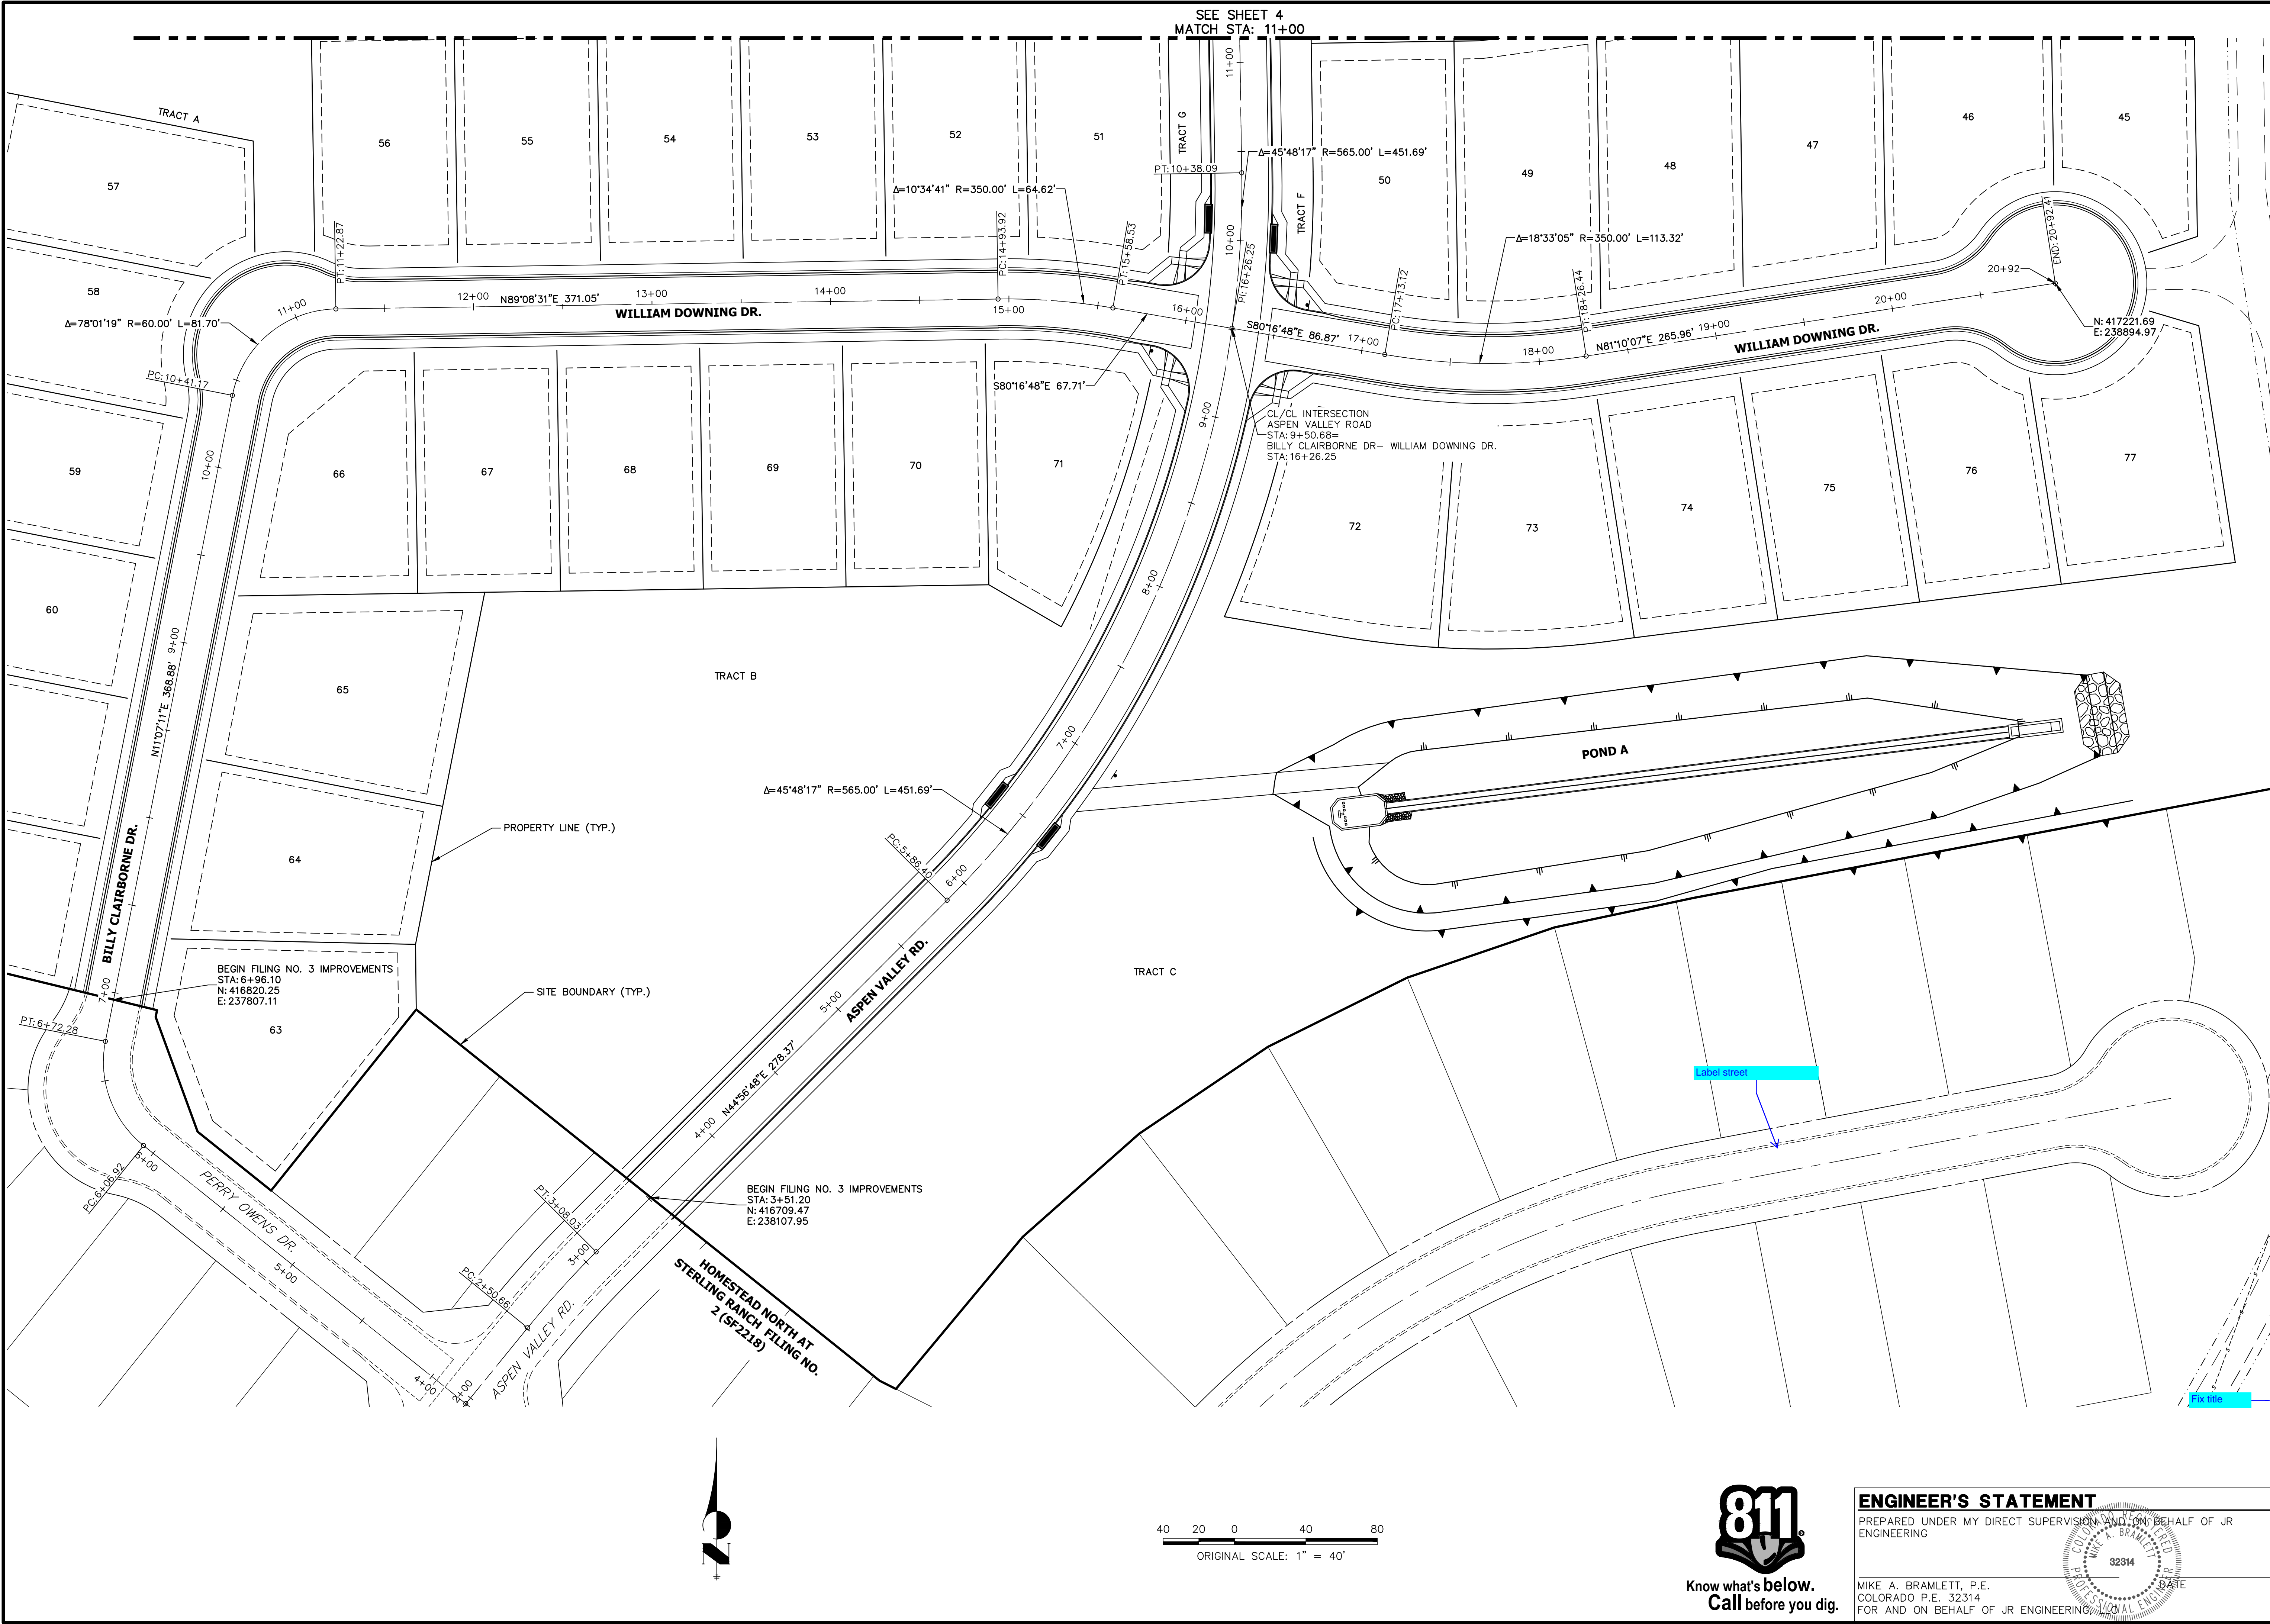 SEE SHEET 4
MATCH STA: 11+00
TRACT A
57
56
55
54
53
52
51
TRACT G
11+00
PT:10+38.09
Δ=45°48'17" R=565.00' L=451.69'
TRACT F
50
49
48
47
46
45
Δ=10°34'41" R=350.00' L=64.62'
PT:11+22.87
PC:14+93.92
PT:15+58.53
10+00
PI:16+26.25
Δ=18°33'05" R=350.00' L=113.32'
PC:17+13.12
PT:18+26.44
END:20+92.41
20+92
N: 417221.69
E: 238894.97
58
Δ=78°01'19" R=60.00' L=81.70'
11+00
12+00
N89°08'31"E 371.05'
13+00
14+00
15+00
16+00
WILLIAM DOWNING DR.
S80°16'48"E 86.87'
17+00
18+00
N81°10'07"E 265.96'
19+00
20+00
WILLIAM DOWNING DR.
PC:10+41.17
S80°16'48"E 67.71'
9+00
CL/CL INTERSECTION
ASPEN VALLEY ROAD
STA: 9+50.68=
BILLY CLAIRBORNE DR– WILLIAM DOWNING DR.
STA:16+26.25
59
10+00
66
67
68
69
70
71
72
73
74
75
76
77
60
9+00
N11°07'11"E 368.88'
65
8+00
TRACT B
7+00
POND A
Δ=45°48'17" R=565.00' L=451.69'
PROPERTY LINE (TYP.)
64
BILLY CLAIRBORNE DR.
PC:5+86.40
6+00
ASPEN VALLEY RD.
TRACT C
BEGIN FILING NO. 3 IMPROVEMENTS
STA: 6+96.10
N: 416820.25
E: 237807.11
7+00
63
SITE BOUNDARY (TYP.)
5+00
PT:6+72.28
N44°56'48"E 278.37'
4+00
Label street
PC:6+06.92
6+00
PERRY OWENS DR.
5+00
BEGIN FILING NO. 3 IMPROVEMENTS
STA: 3+51.20
N: 416709.47
E: 238107.95
PT:3+08.03
3+00
PC:2+50.66
HOMESTEAD NORTH AT
STERLING RANCH FILING NO.
2 (SF2218)
4+00
2+00
ASPEN VALLEY RD.
Fix title
N
40 20 0 40 80
ORIGINAL SCALE: 1" = 40'
811
Know what's below.
Call before you dig.
ENGINEER'S STATEMENT
PREPARED UNDER MY DIRECT SUPERVISION AND ON BEHALF OF JR
ENGINEERING
COLORADO REGISTERED
MIKE A. BRAMLETT
32314
PROFESSIONAL ENGINEER
MIKE A. BRAMLETT, P.E. DATE
COLORADO P.E. 32314
FOR AND ON BEHALF OF JR ENGINEERING, LLC